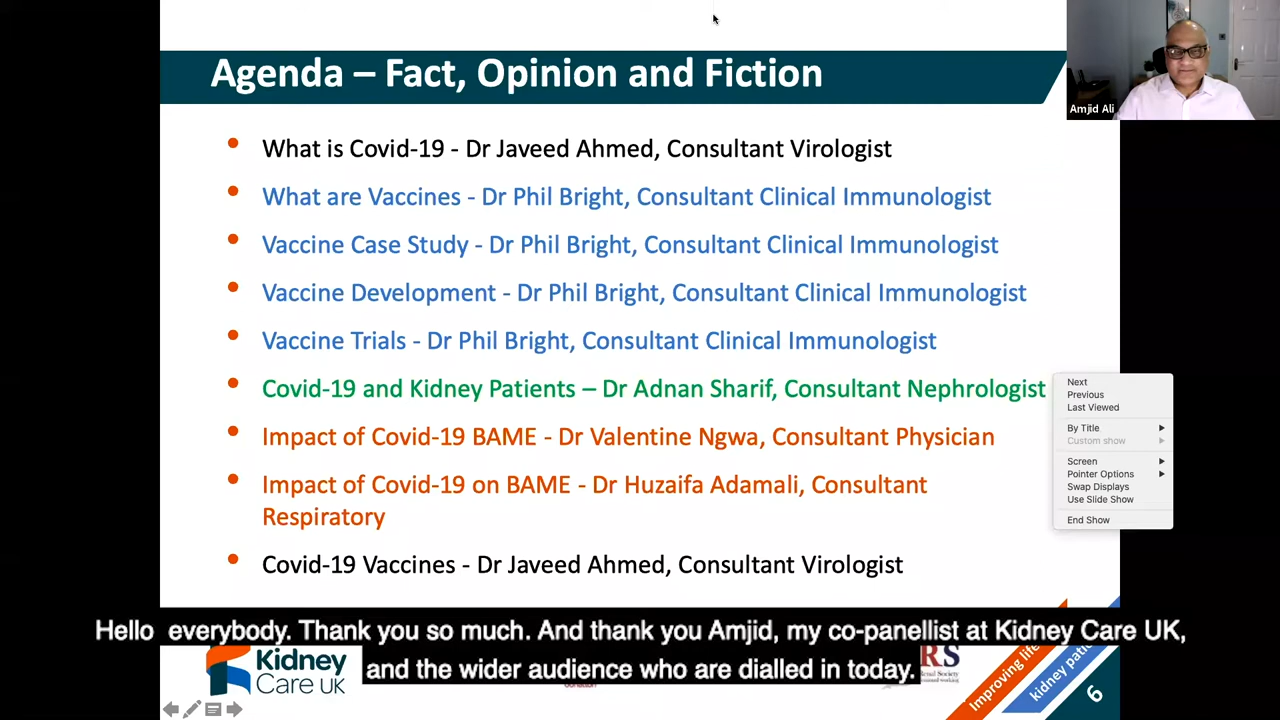 Agenda – Fact, Opinion and Fiction
Amjid Ali
What is Covid-19 - Dr Javeed Ahmed, Consultant Virologist
What are Vaccines - Dr Phil Bright, Consultant Clinical Immunologist
Vaccine Case Study - Dr Phil Bright, Consultant Clinical Immunologist
Vaccine Development - Dr Phil Bright, Consultant Clinical Immunologist
Vaccine Trials - Dr Phil Bright, Consultant Clinical Immunologist
Covid-19 and Kidney Patients – Dr Adnan Sharif, Consultant Nephrologist
Impact of Covid-19 BAME - Dr Valentine Ngwa, Consultant Physician
Impact of Covid-19 on BAME - Dr Huzaifa Adamali, Consultant
Respiratory
Covid-19 Vaccines - Dr Javeed Ahmed, Consultant Virologist
Next
Previous
Last Viewed
By Title
Custom show
Screen
Pointer Options
Swap Displays
Use Slide Show
End Show
Hello everybody. Thank you so much. And thank you Amjid, my co-panellist at Kidney Care UK,
and the wider audience who are dialled in today.
Kidney
Care UK
RS
Improving life
kidney patie
6